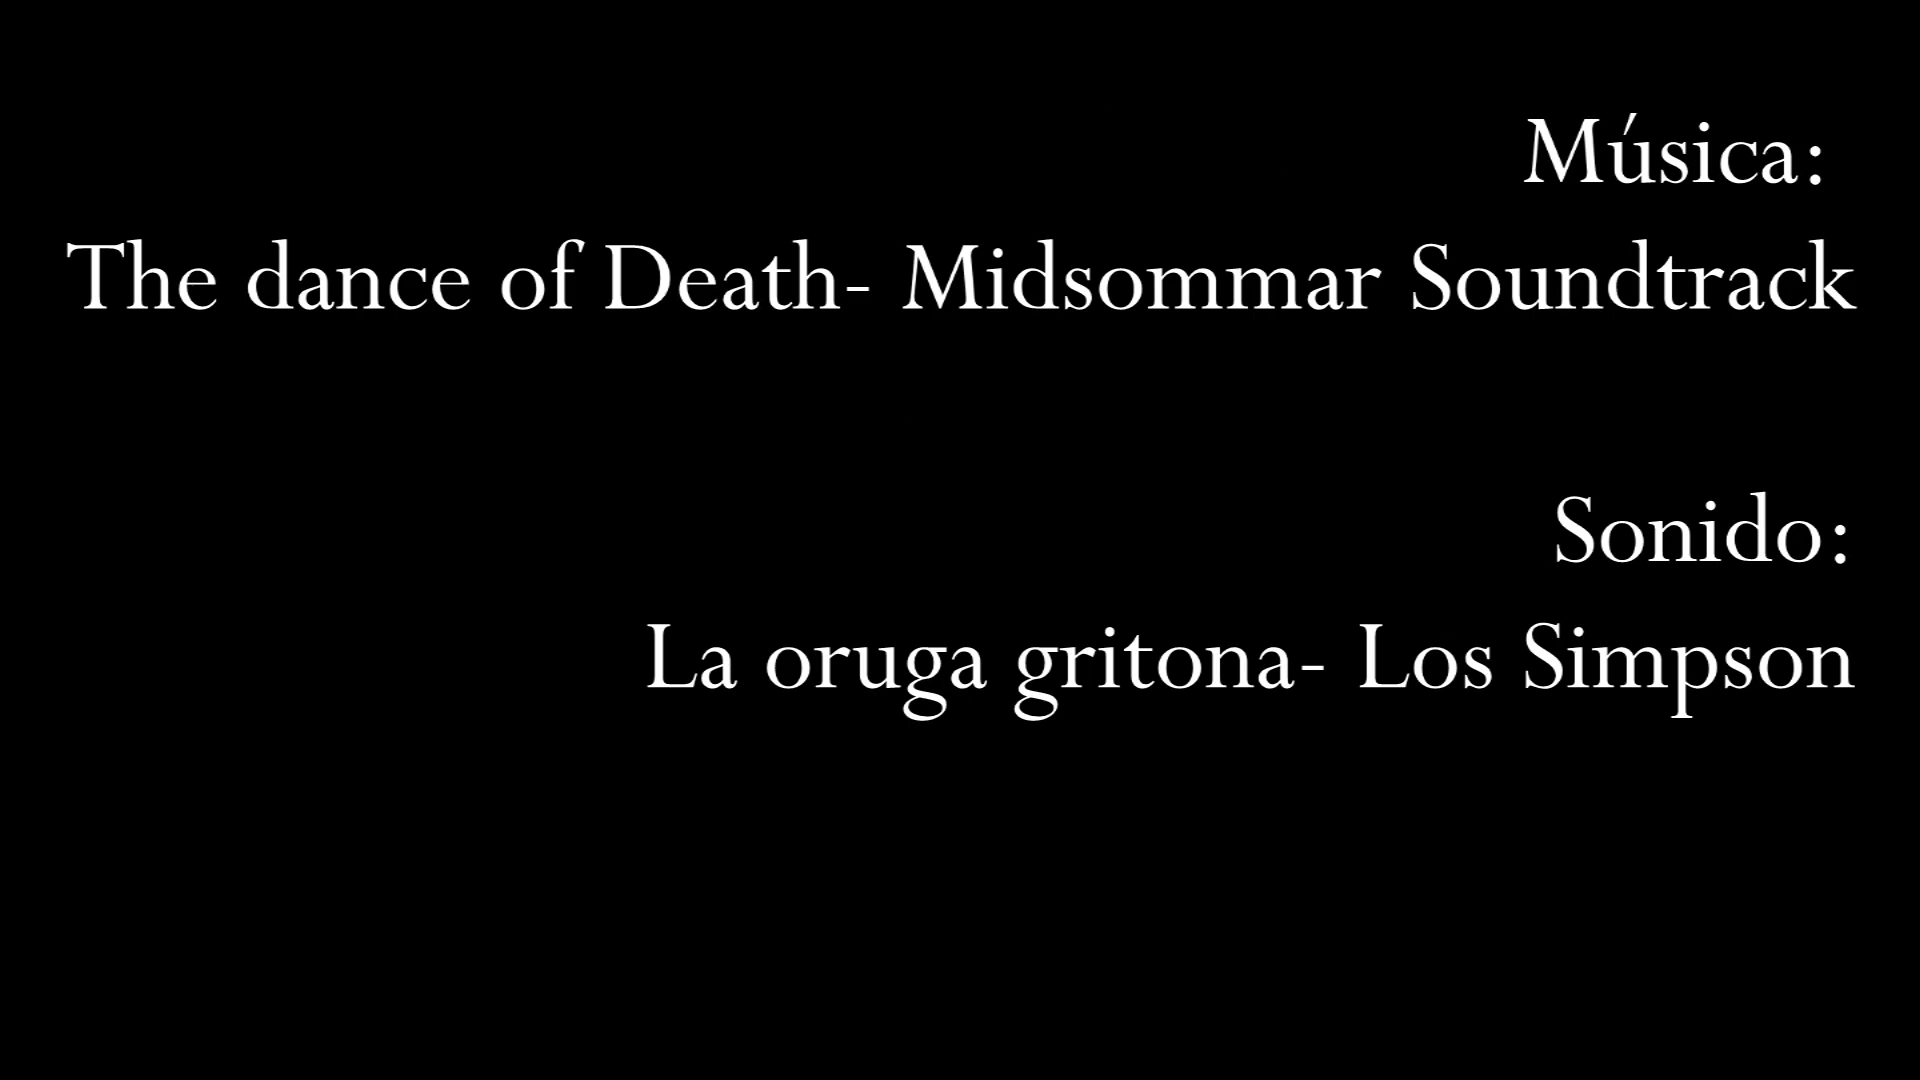 Música:
The dance of Death- Midsommar Soundtrack
Sonido:
La oruga gritona- Los Simpson